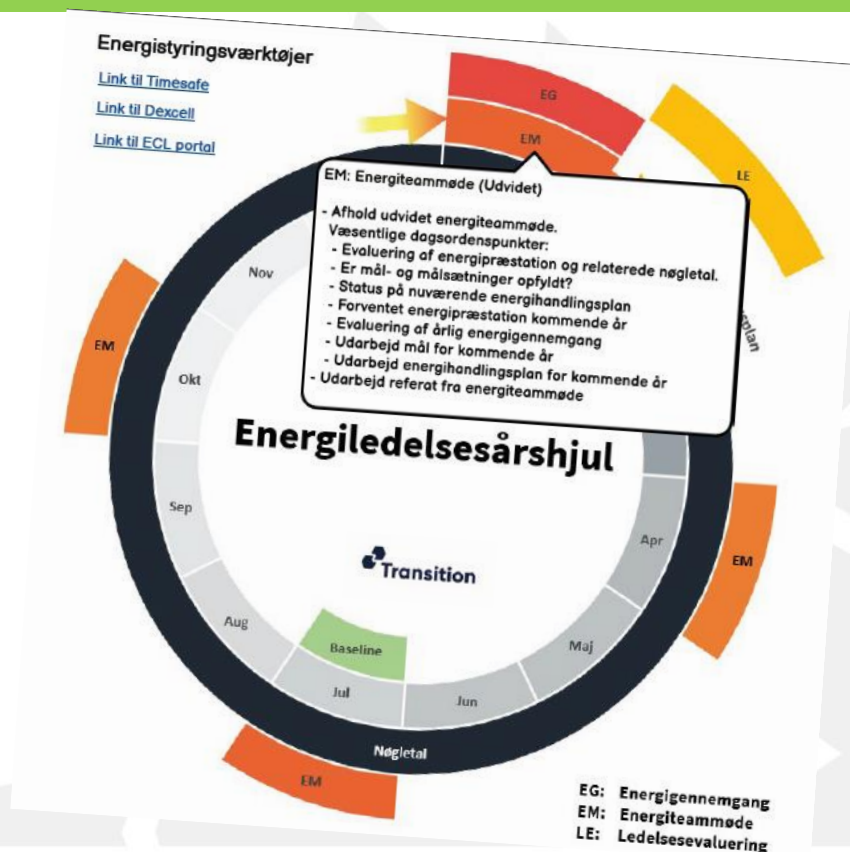 Energistyringsværktøjer
Link til Timesafe
Link til Dexcell
Link til ECL portal
EG
EM
LE
EM: Energiteammøde (Udvidet)
- Afhold udvidet energiteammøde.
Væsentlige dagsordenspunkter:
- Evaluering af energipræstation og relaterede nøgletal.
- Er mål- og målsætninger opfyldt?
- Status på nuværende energihandlingsplan
- Forventet energipræstation kommende år
- Evaluering af årlig energigennemgang
- Udarbejd mål for kommende år
- Udarbejd energihandlingsplan for kommende år
- Udarbejd referat fra energiteammøde
Nov
EM
Okt
Energiledelsesårshjul
Sep
Apr
EM
Transition
Aug
Baseline
Maj
Jul
Jun
Nøgletal
EM
EG: Energigennemgang
EM: Energiteammøde
LE: Ledelsesevaluering